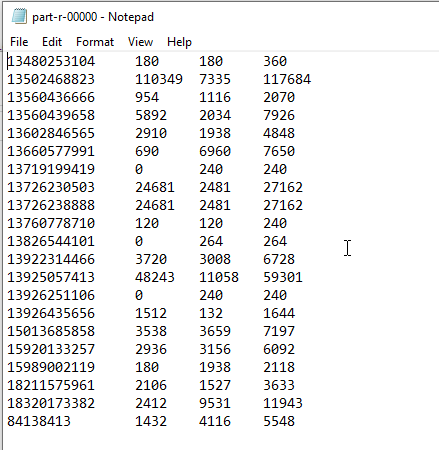 part-r-00000 - Notepad
File Edit Format View Help
13480253104 180 180 360
13502468823 110349 7335 117684
13560436666 954 1116 2070
13560439658 5892 2034 7926
13602846565 2910 1938 4848
13660577991 690 6960 7650
13719199419 0 240 240
13726230503 24681 2481 27162
13726238888 24681 2481 27162
13760778710 120 120 240
13826544101 0 264 264
13922314466 3720 3008 6728
13925057413 48243 11058 59301
13926251106 0 240 240
13926435656 1512 132 1644
15013685858 3538 3659 7197
15920133257 2936 3156 6092
15989002119 180 1938 2118
18211575961 2106 1527 3633
18320173382 2412 9531 11943
84138413 1432 4116 5548